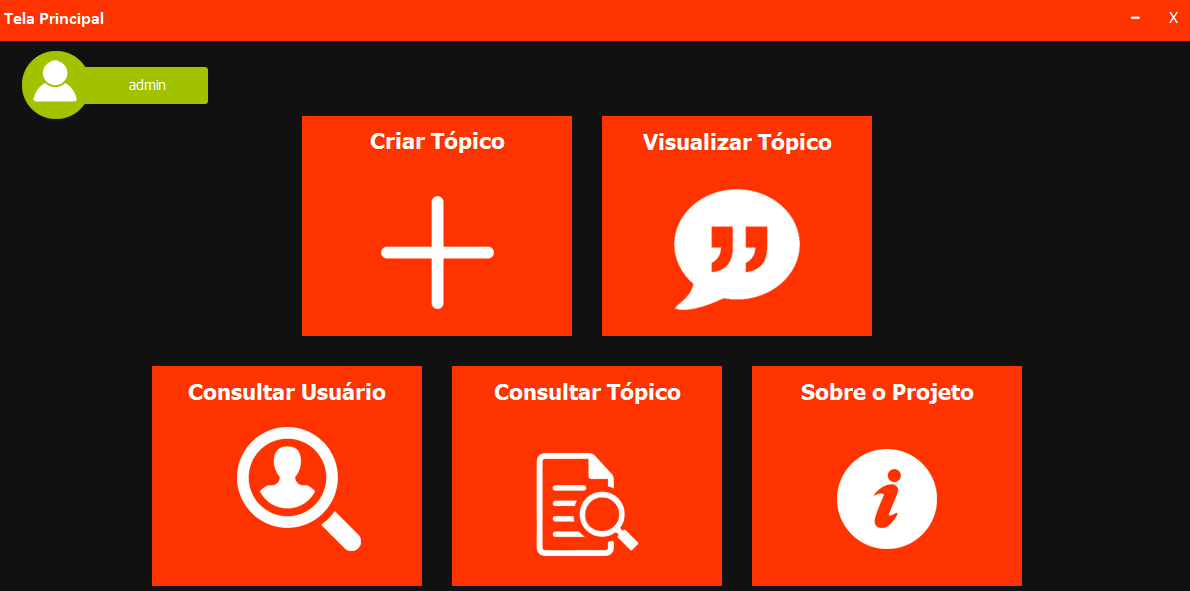 Tela Principal
X
admin
Criar Tópico
Visualizar Tópico
Consultar Usuário
Consultar Tópico
Sobre o Projeto